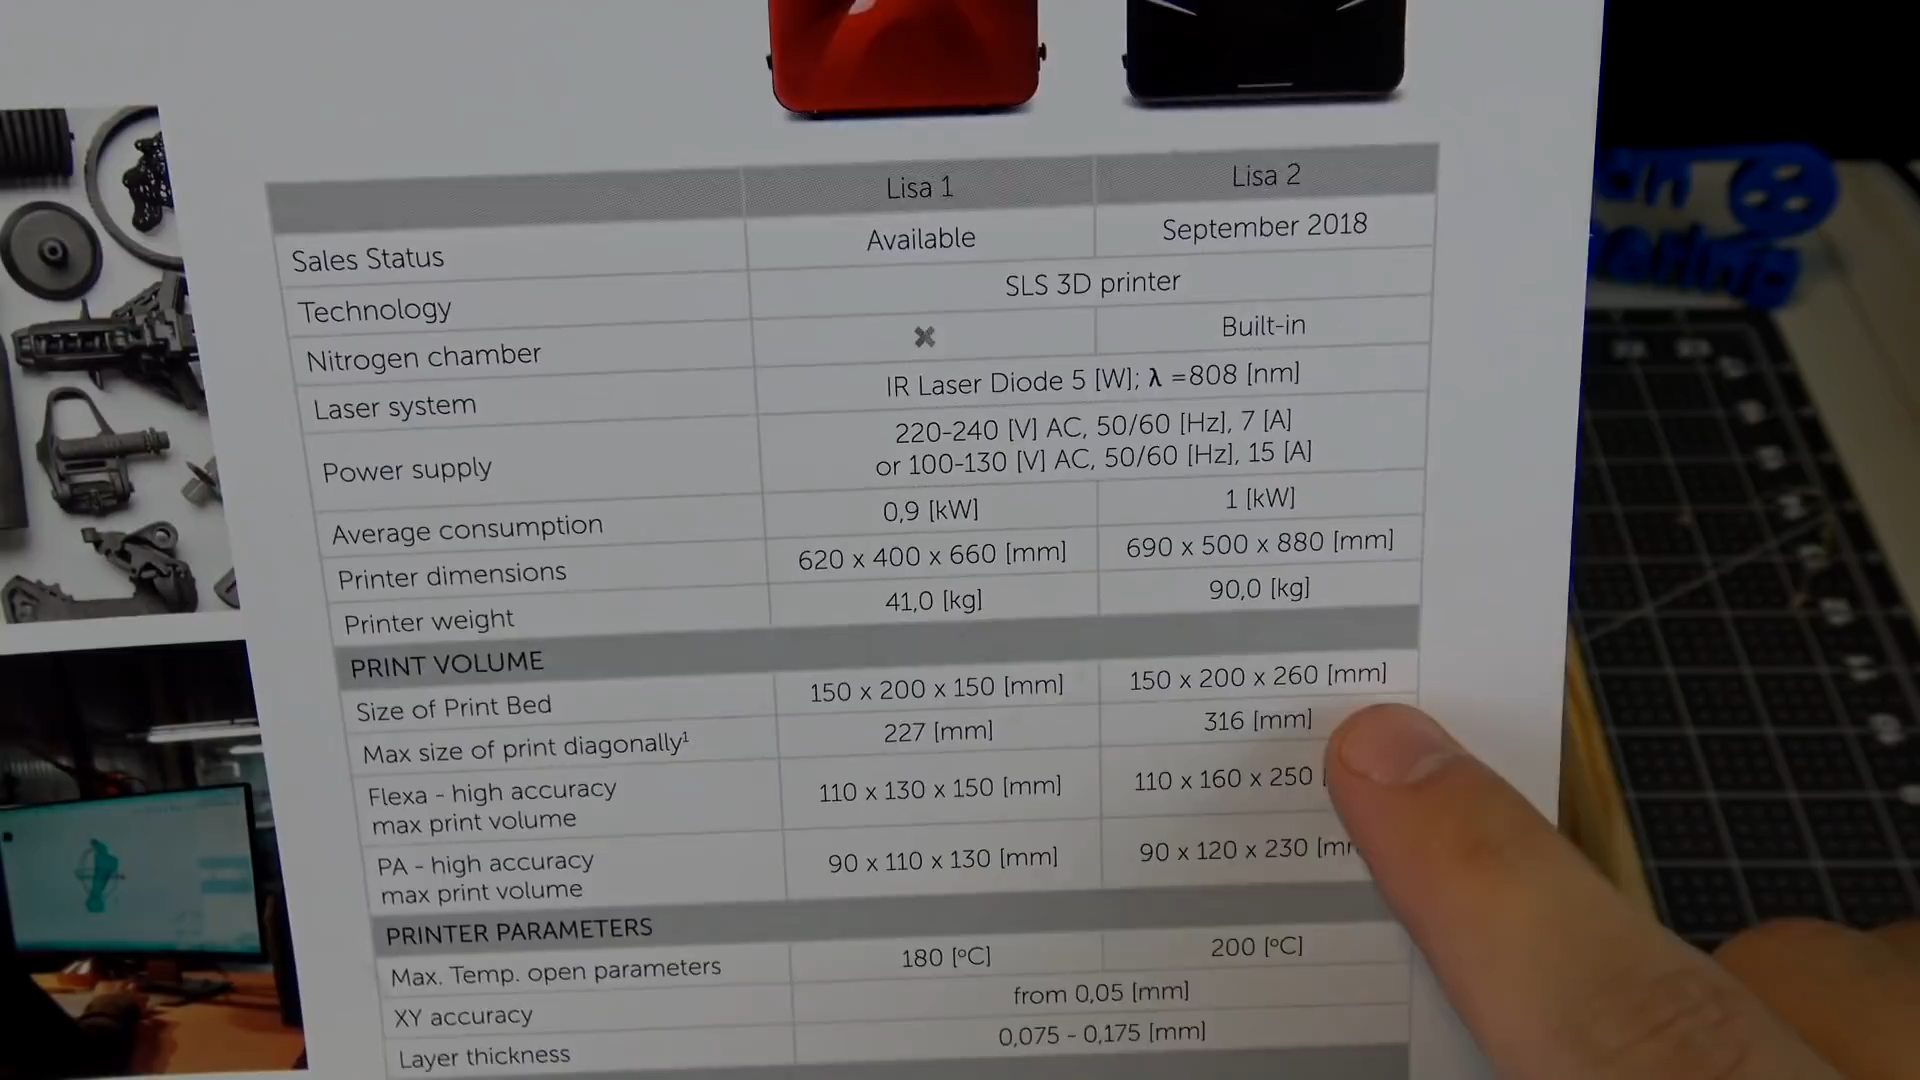 Lisa 1 Lisa 2
Sales Status Available September 2018
Technology SLS 3D printer
Nitrogen chamber ✖ Built-in
Laser system IR Laser Diode 5 [W]; λ =808 [nm]
Power supply 220-240 [V] AC, 50/60 [Hz], 7 [A]
or 100-130 [V] AC, 50/60 [Hz], 15 [A]
Average consumption 0,9 [kW] 1 [kW]
Printer dimensions 620 x 400 x 660 [mm] 690 x 500 x 880 [mm]
Printer weight 41,0 [kg] 90,0 [kg]
PRINT VOLUME
Size of Print Bed 150 x 200 x 150 [mm] 150 x 200 x 260 [mm]
Max size of print diagonally¹ 227 [mm] 316 [mm]
Flexa - high accuracy
max print volume 110 x 130 x 150 [mm] 110 x 160 x 250
PA - high accuracy
max print volume 90 x 110 x 130 [mm] 90 x 120 x 230
PRINTER PARAMETERS
Max. Temp. open parameters 180 [ºC] 200 [ºC]
XY accuracy from 0,05 [mm]
Layer thickness 0,075 - 0,175 [mm]